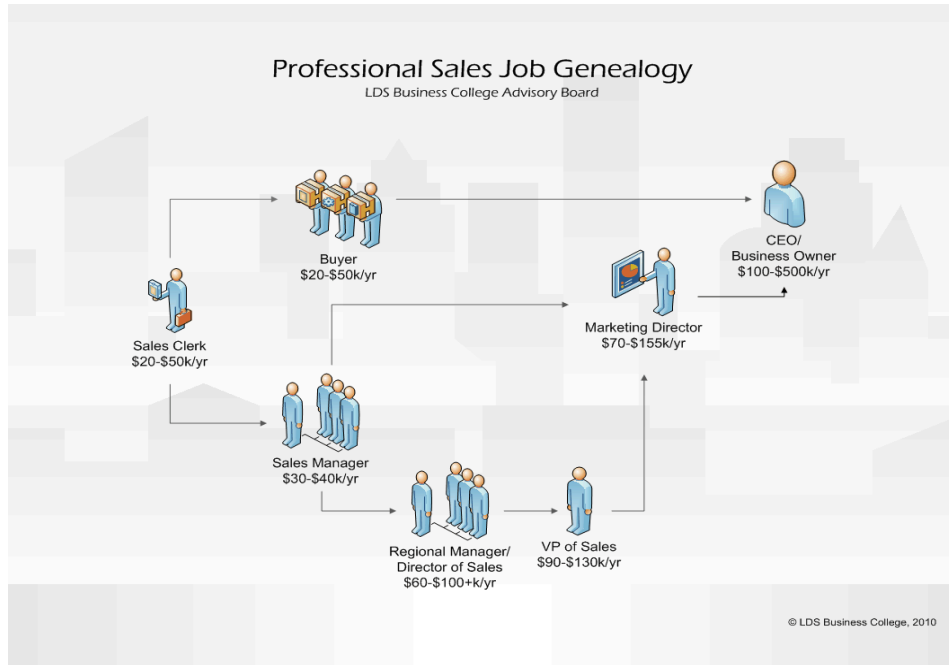 Professional Sales Job Genealogy
LDS Business College Advisory Board
Buyer
$20-$50k/yr
CEO/
Business Owner
$100-$500k/yr
Sales Clerk
$20-$50k/yr
Marketing Director
$70-$155k/yr
Sales Manager
$30-$40k/yr
Regional Manager/
Director of Sales
$60-$100+k/yr
VP of Sales
$90-$130k/yr
© LDS Business College, 2010